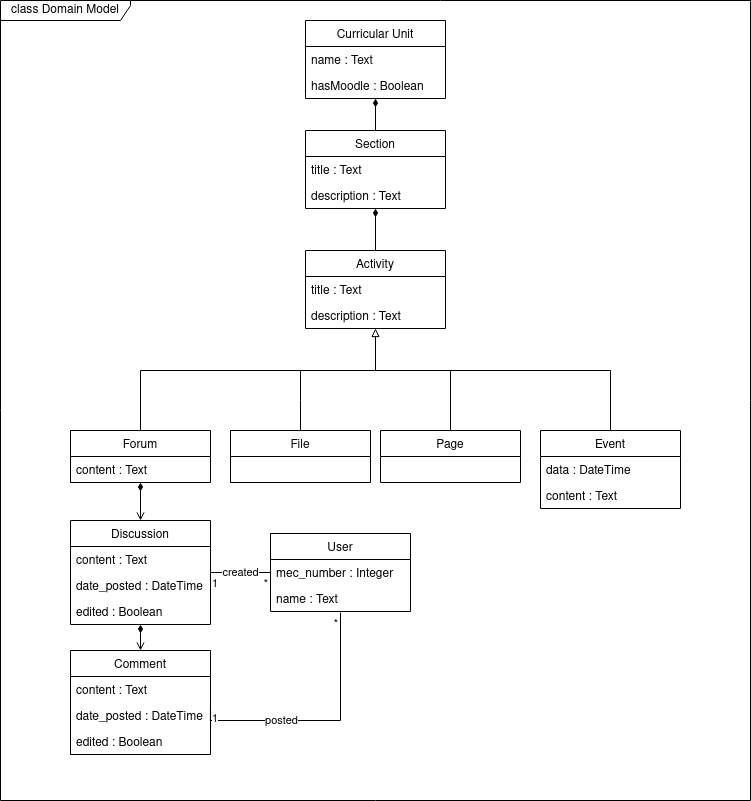 class Domain Model
Curricular Unit
name : Text
hasMoodle : Boolean
Section
title : Text
description : Text
Activity
title : Text
description : Text
Forum
content : Text
File
Page
Event
data : DateTime
content : Text
Discussion
content : Text
date_posted : DateTime
edited : Boolean
created
1
*
User
mec_number : Integer
name : Text
*
Comment
content : Text
date_posted : DateTime
edited : Boolean
1
posted